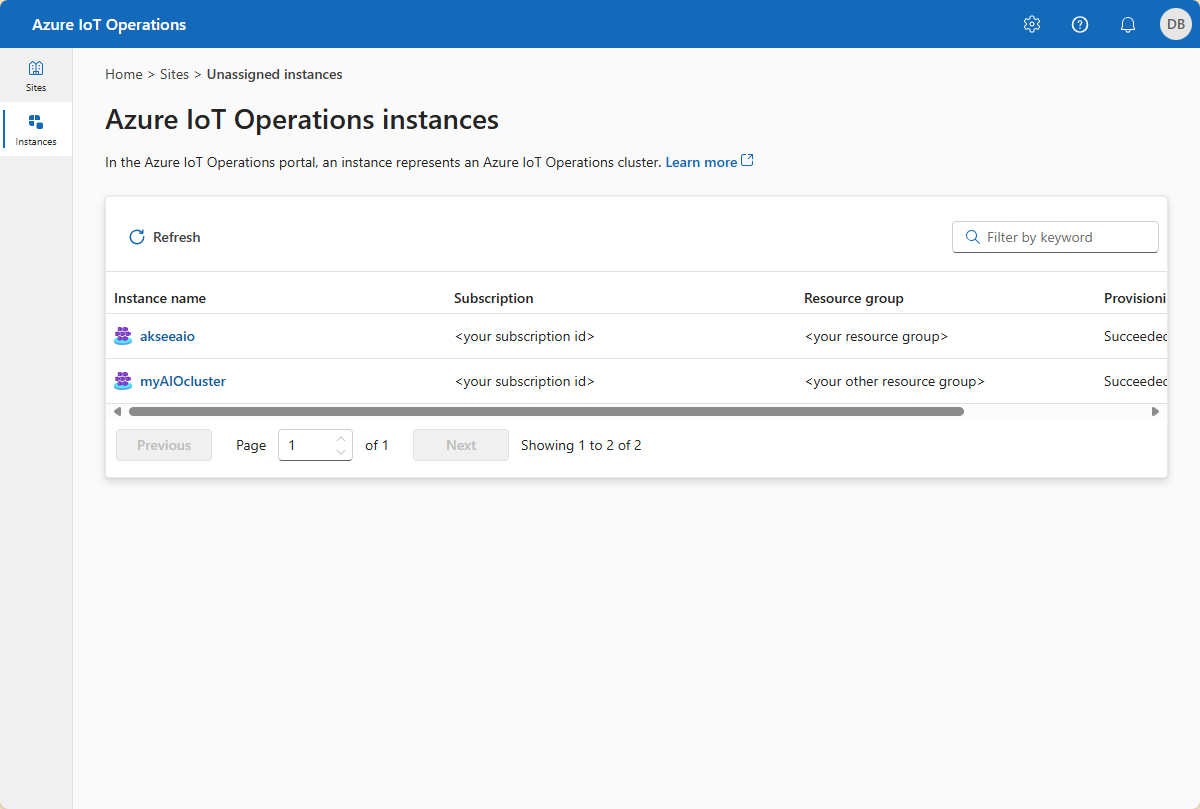 Azure IoT Operations
DB
Sites
Instances
Home > Sites > Unassigned instances
Azure IoT Operations instances
In the Azure IoT Operations portal, an instance represents an Azure IoT Operations cluster. Learn more
Refresh
Filter by keyword
Instance name Subscription Resource group Provisioni
akseeaio <your subscription id> <your resource group> Succeeded
myAIOcluster <your subscription id> <your other resource group> Succeeded
Previous Page 1 of 1 Next Showing 1 to 2 of 2